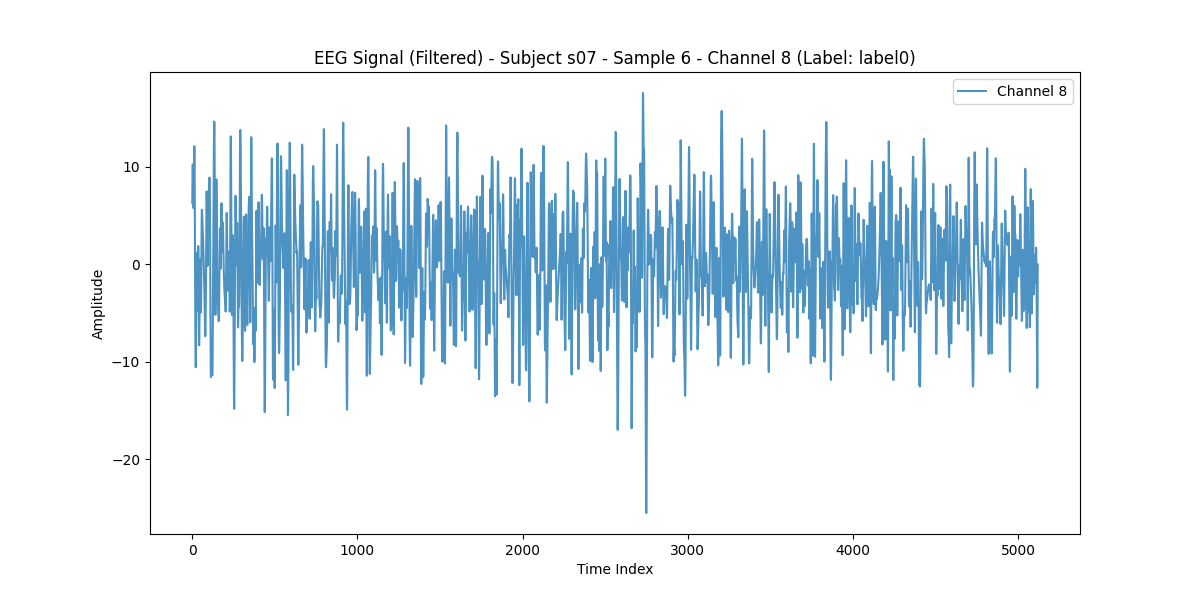 EEG Signal (Filtered) - Subject s07 - Sample 6 - Channel 8 (Label: label0)
Channel 8
Amplitude
10
0
−10
−20
0 1000 2000 3000 4000 5000
Time Index